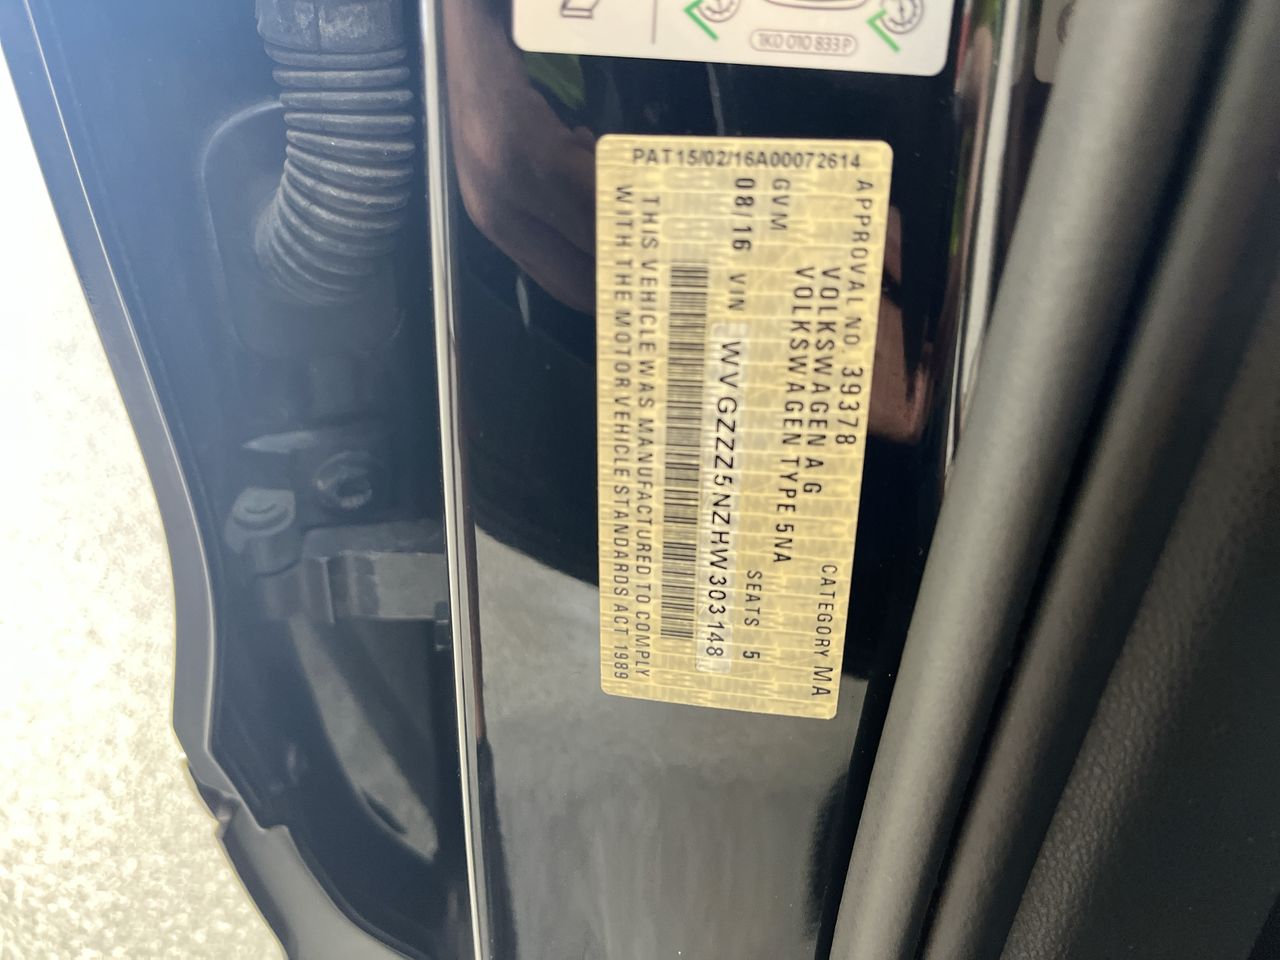 1K0 010 833 P
PAT15/02/16A00072614
APPROVAL NO. 39378 CATEGORY MA
VOLKSWAGEN A G
VOLKSWAGEN TYPE 5NA
GVM SEATS 5
08/16 VIN WVGZZZ5NZHW303148
THIS VEHICLE WAS MANUFACTURED TO COMPLY
WITH THE MOTOR VEHICLE STANDARDS ACT 1989